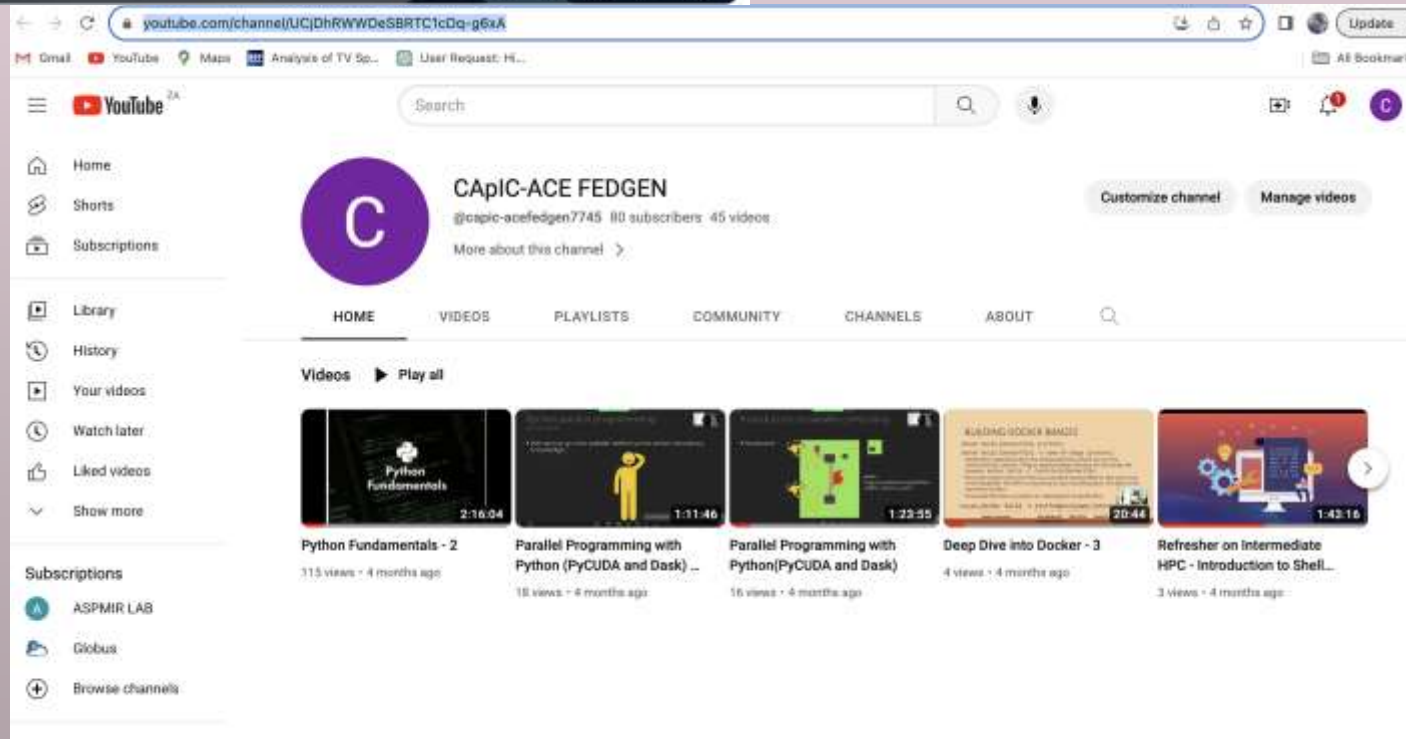 youtube.com/channel/UCjDhRWWDeSBRTC1cDq-g6xA
Update
Gmail YouTube Maps Analysis of TV Sp... User Request: Hi...
All Bookmar
YouTube ZA
Search
C
Home
Shorts
Subscriptions
Library
History
Your videos
Watch later
Liked videos
Show more
Subscriptions
A ASPMIR LAB
Globus
Browse channels
C
CApIC-ACE FEDGEN
@capic-acefedgen7745 80 subscribers 45 videos
More about this channel
Customize channel
Manage videos
HOME VIDEOS PLAYLISTS COMMUNITY CHANNELS ABOUT
Videos Play all
Python
Fundamentals
2:16:04
Python Fundamentals - 2
115 views • 4 months ago
1:11:46
Parallel Programming with
Python (PyCUDA and Dask) ...
18 views • 4 months ago
1:23:55
Parallel Programming with
Python(PyCUDA and Dask)
16 views • 4 months ago
BUILDING DOCKER IMAGES
20:44
Deep Dive into Docker - 3
4 views • 4 months ago
1:43:16
Refresher on Intermediate
HPC - Introduction to Shell...
3 views • 4 months ago